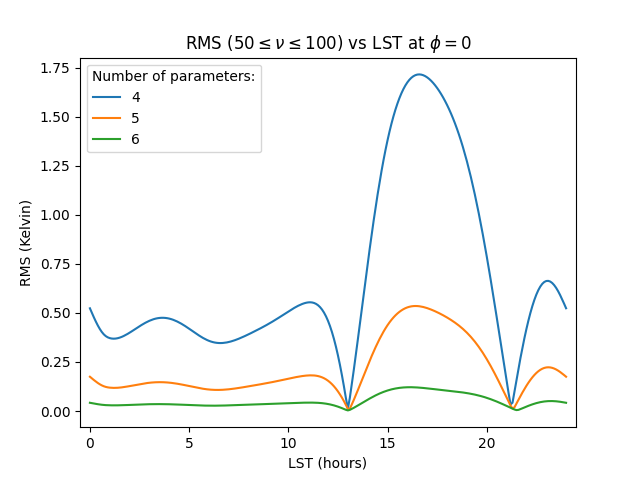 RMS (50 ≤ ν ≤ 100) vs LST at ϕ = 0
Number of parameters:
4
5
6
RMS (Kelvin)
1.75
1.50
1.25
1.00
0.75
0.50
0.25
0.00
0 5 10 15 20
LST (hours)